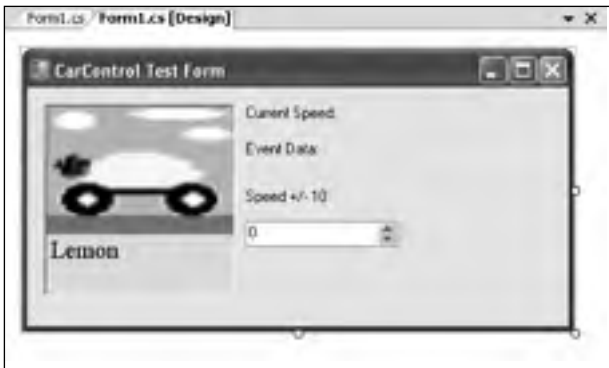 Form1.cs Form1.cs [Design]
CarControl Test Form
Current Speed:
Event Data:
Speed +/- 10
0
Lemon